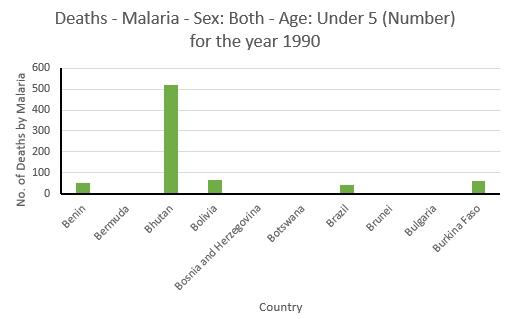 Deaths - Malaria - Sex: Both - Age: Under 5 (Number)
for the year 1990
No. of Deaths by Malaria
600
500
400
300
200
100
0
Benin
Bermuda
Bhutan
Bolivia
Bosnia and Herzegovina
Botswana
Brazil
Brunei
Bulgaria
Burkina Faso
Country